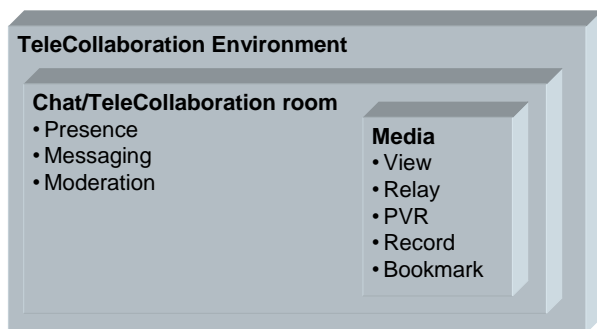 TeleCollaboration Environment
Chat/TeleCollaboration room
• Presence
• Messaging
• Moderation
Media
• View
• Relay
• PVR
• Record
• Bookmark